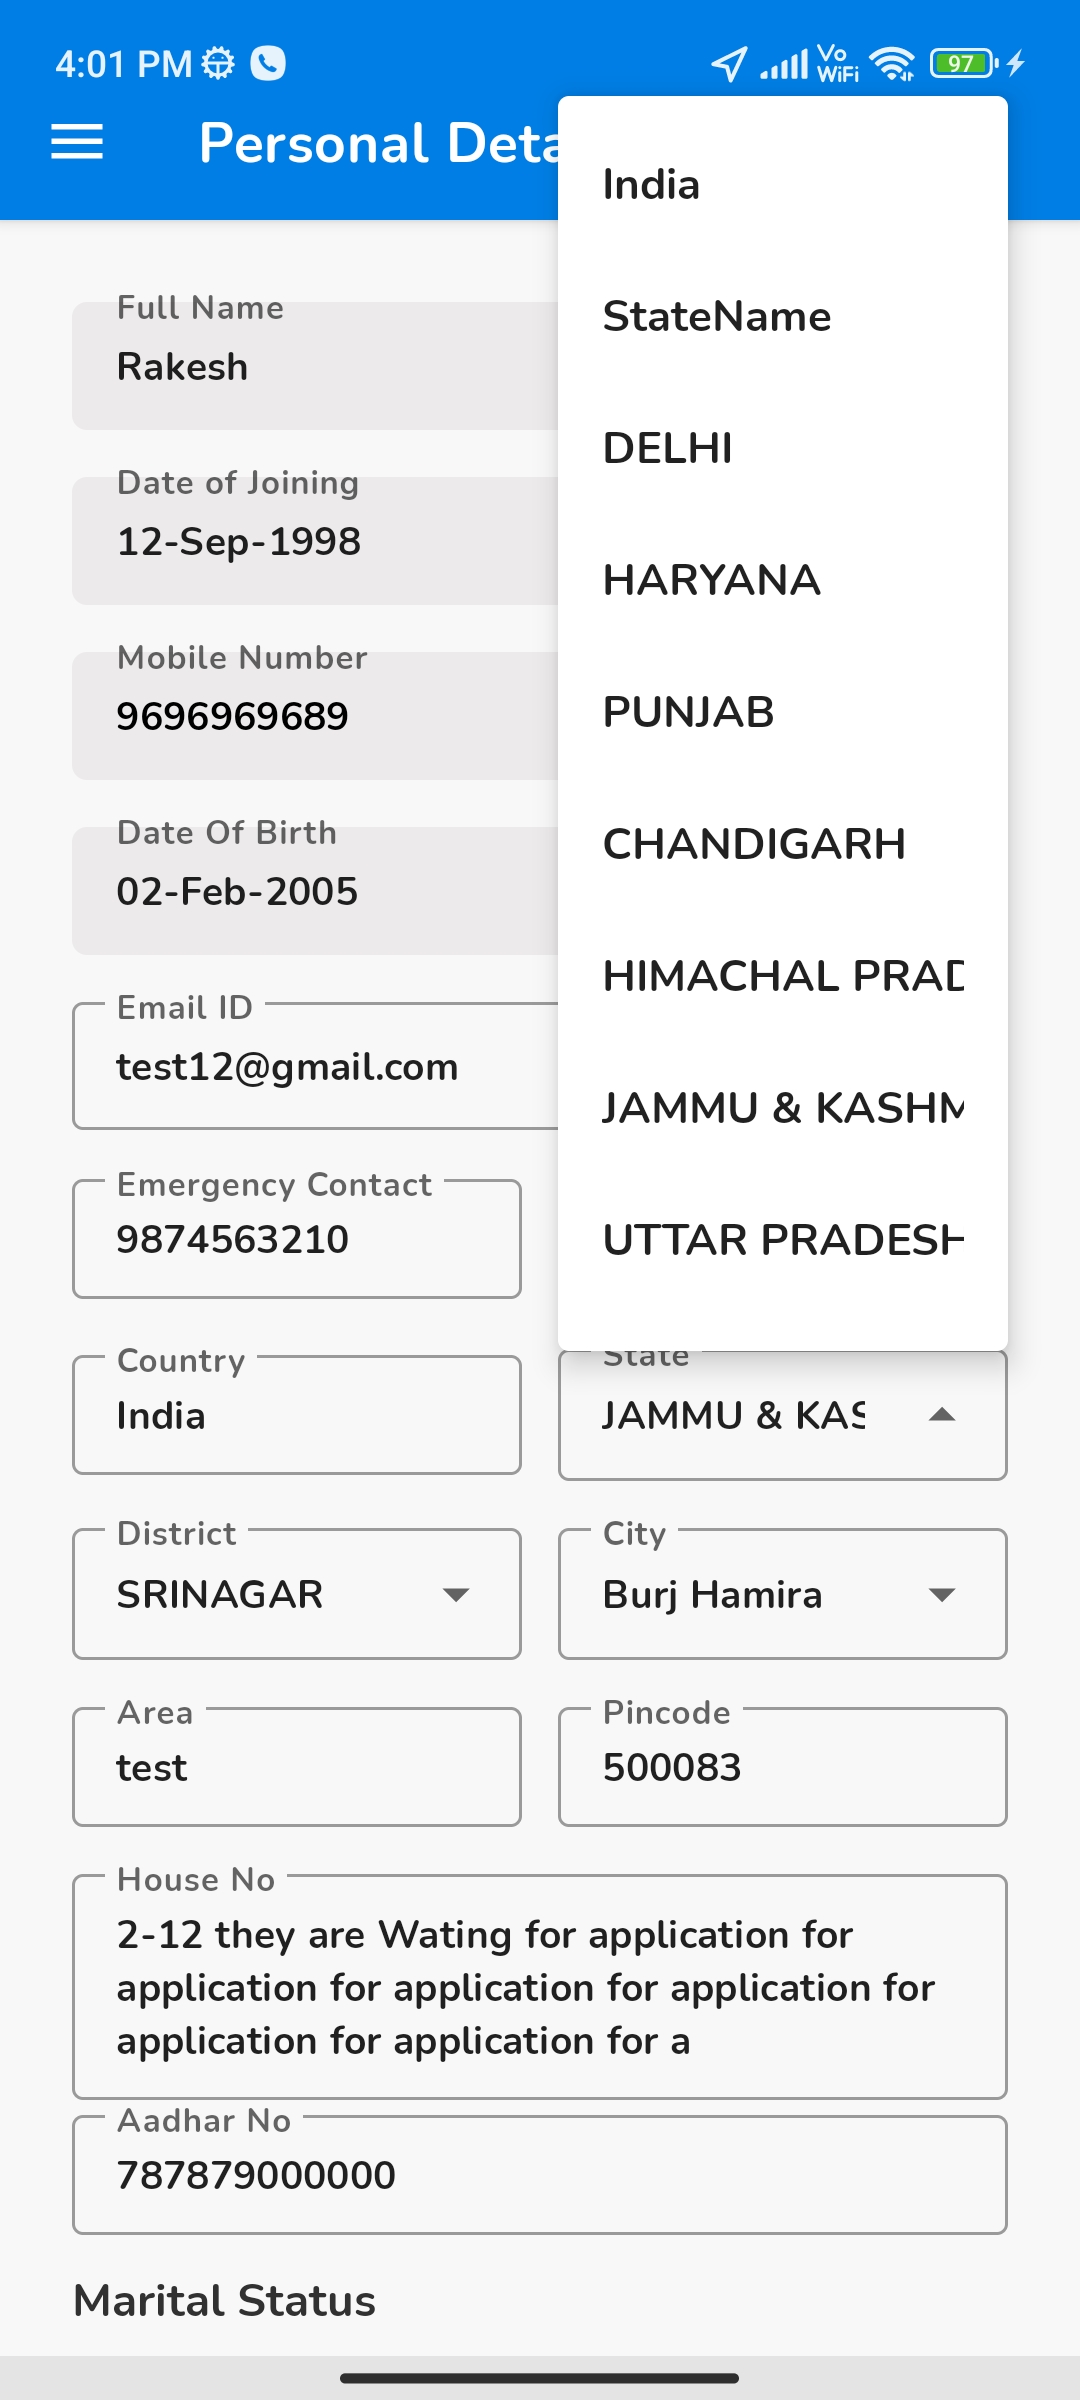 4:01 PM
Vo
WiFi
97
Personal Deta
India
StateName
DELHI
HARYANA
PUNJAB
CHANDIGARH
HIMACHAL PRAD
JAMMU & KASHM
UTTAR PRADESH
Full Name
Rakesh
Date of Joining
12-Sep-1998
Mobile Number
9696969689
Date Of Birth
02-Feb-2005
Email ID
test12@gmail.com
Emergency Contact
9874563210
Country
India
State
JAMMU & KAS
District
SRINAGAR
City
Burj Hamira
Area
test
Pincode
500083
House No
2-12 they are Wating for application for
application for application for application for
application for application for a
Aadhar No
787879000000
Marital Status